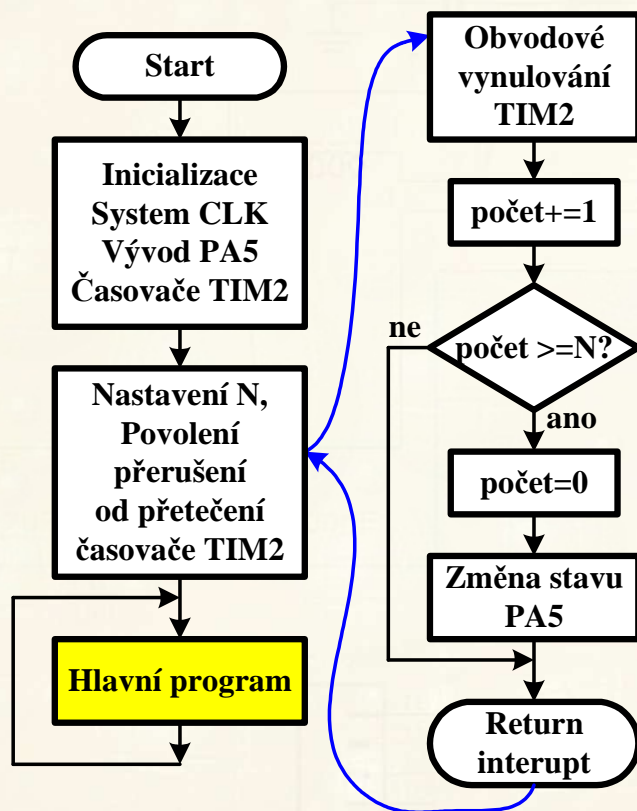 Start
Inicializace
System CLK
Vývod PA5
Časovače TIM2
Nastavení N,
Povolení
přerušení
od přetečení
časovače TIM2
Hlavní program
Obvodové
vynulování
TIM2
počet+=1
počet >=N?
ne
ano
počet=0
Změna stavu
PA5
Return
interupt